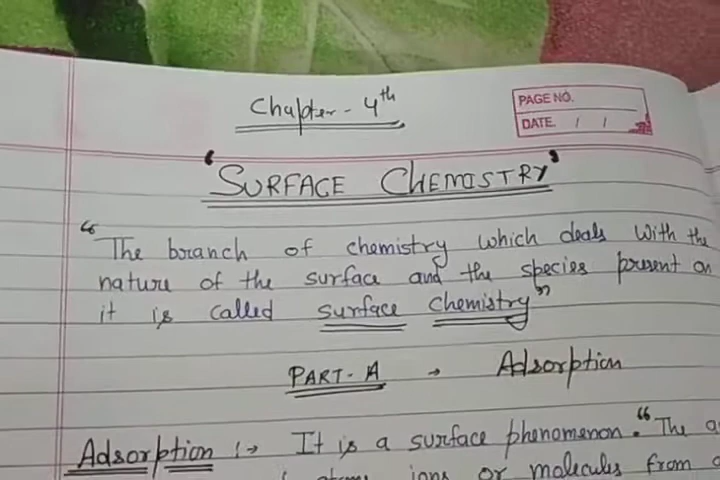 Chapter - 4th
PAGE NO.
DATE / /
"SURFACE CHEMISTRY"
"The branch of chemistry which deals with the
nature of the surface and the species present on
it is called surface chemistry"
PART - A → Adsorption
Adsorption :→ It is a surface phenomenon. "The
ions or molecules from